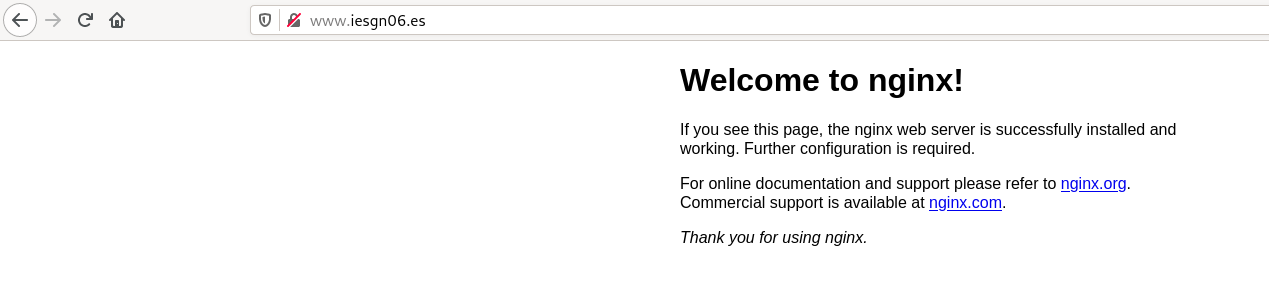 www.iesgn06.es
Welcome to nginx!
If you see this page, the nginx web server is successfully installed and
working. Further configuration is required.
For online documentation and support please refer to nginx.org.
Commercial support is available at nginx.com.
Thank you for using nginx.